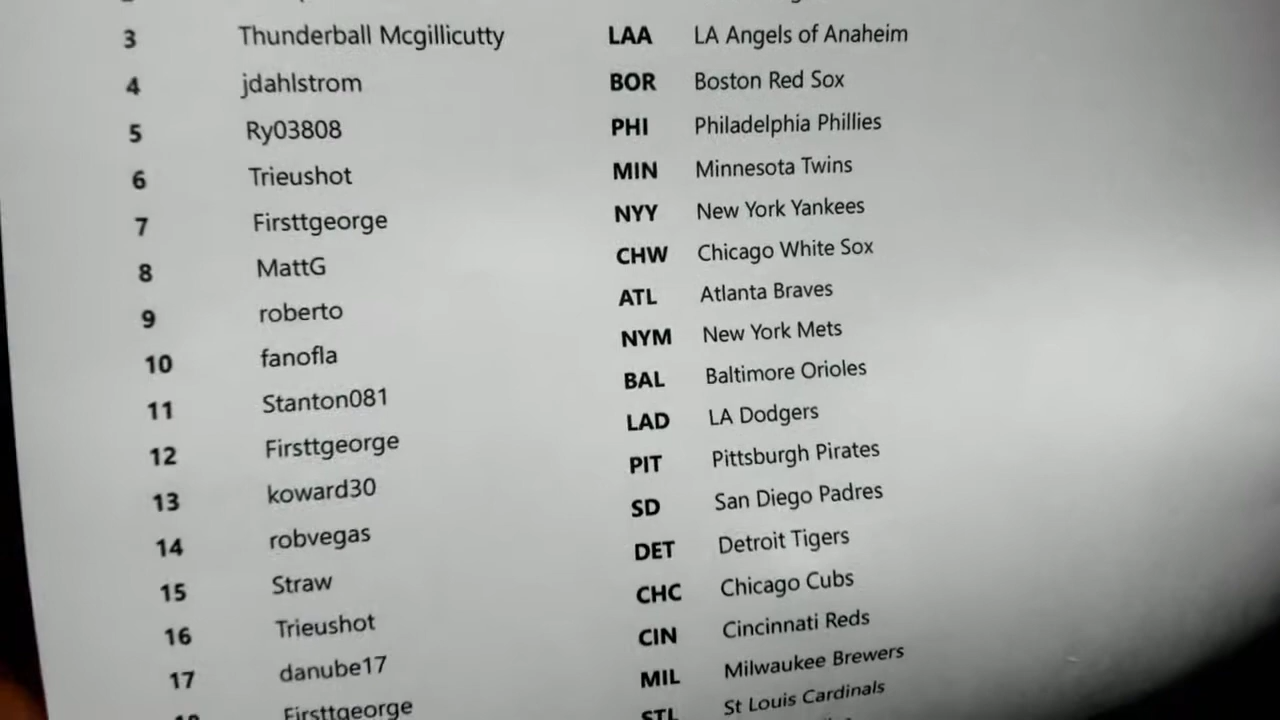 3 Thunderball Mcgillicutty LAA LA Angels of Anaheim
4 jdahlstrom BOR Boston Red Sox
5 Ry03808 PHI Philadelphia Phillies
6 Trieushot MIN Minnesota Twins
7 Firsttgeorge NYY New York Yankees
8 MattG CHW Chicago White Sox
9 roberto ATL Atlanta Braves
10 fanofla NYM New York Mets
11 Stanton081 BAL Baltimore Orioles
12 Firsttgeorge LAD LA Dodgers
13 koward30 PIT Pittsburgh Pirates
14 robvegas SD San Diego Padres
15 Straw DET Detroit Tigers
16 Trieushot CHC Chicago Cubs
17 danube17 CIN Cincinnati Reds
Firsttgeorge MIL Milwaukee Brewers
STL St Louis Cardinals